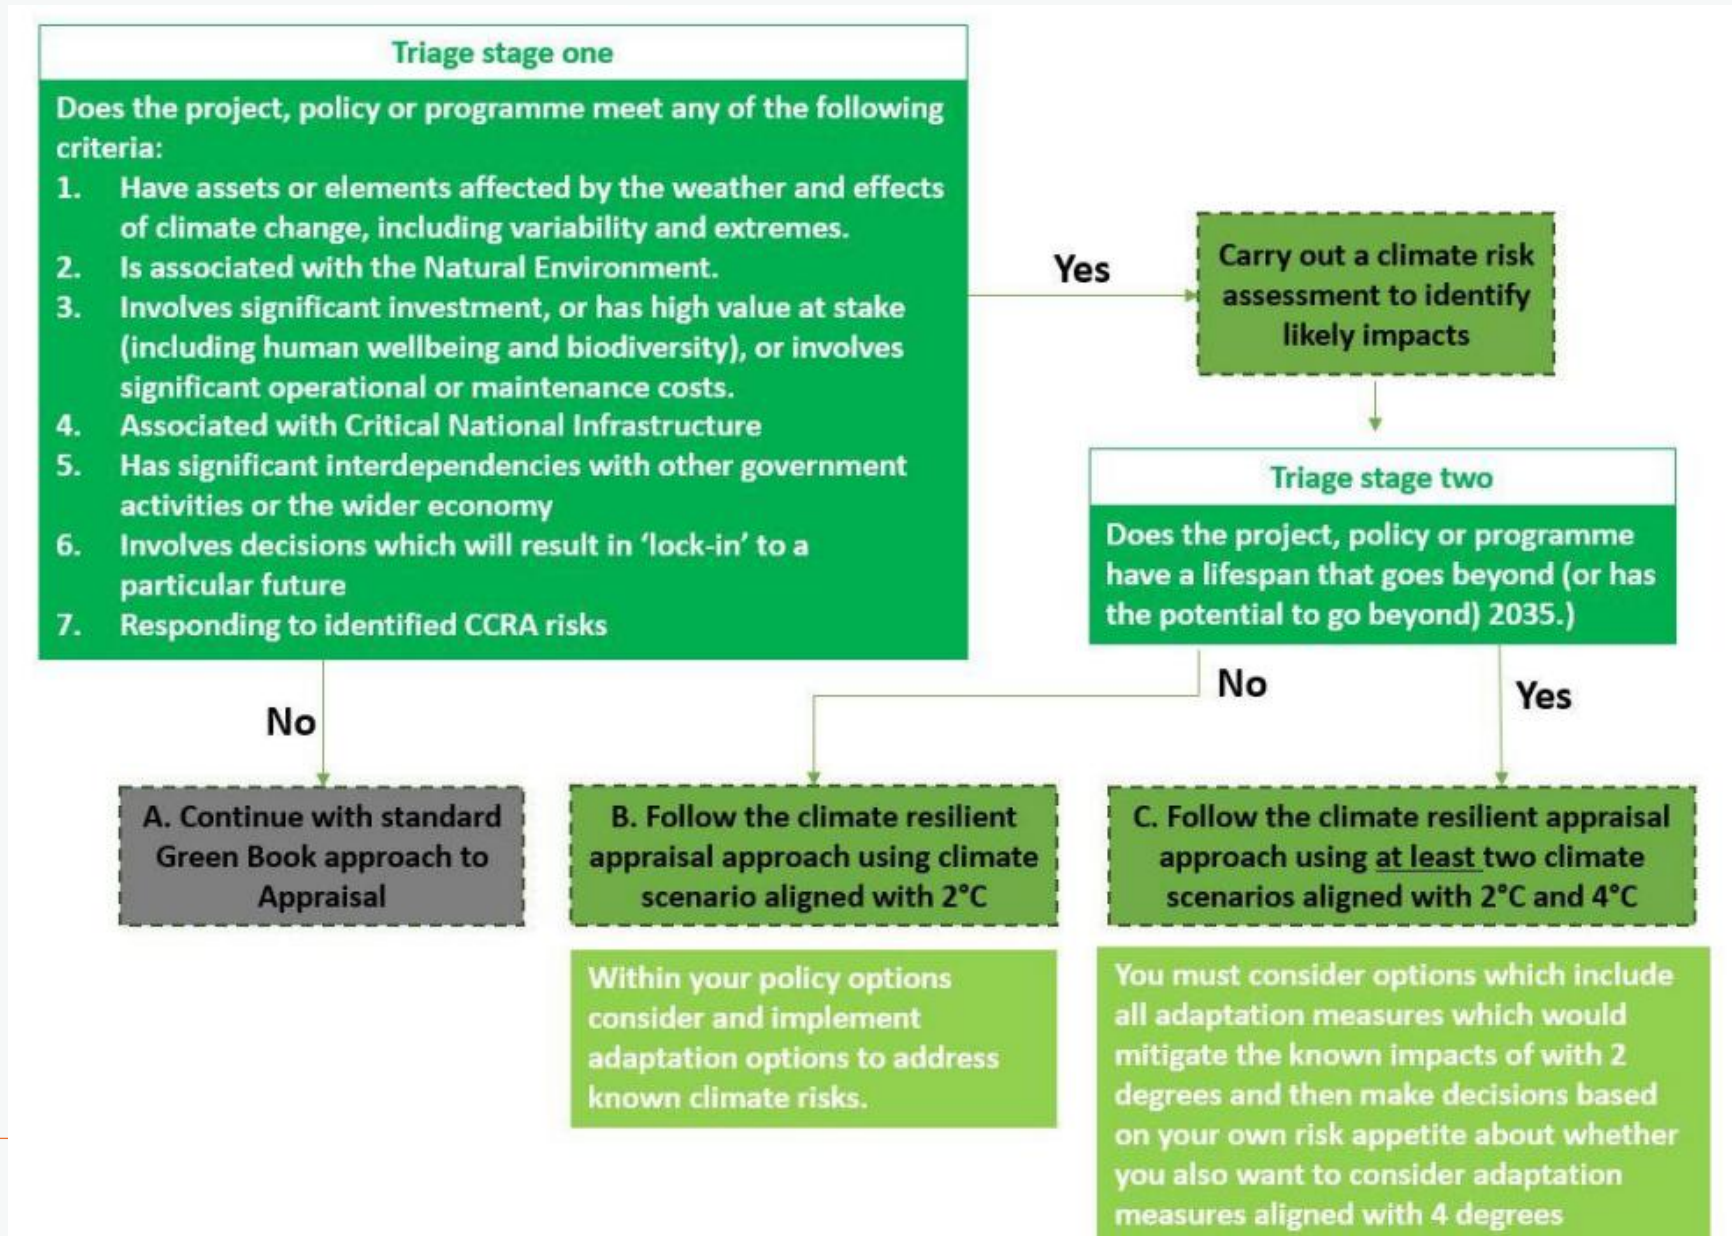 Triage stage one
Does the project, policy or programme meet any of the following
criteria:
1. Have assets or elements affected by the weather and effects
of climate change, including variability and extremes.
2. Is associated with the Natural Environment.
3. Involves significant investment, or has high value at stake
(including human wellbeing and biodiversity), or involves
significant operational or maintenance costs.
4. Associated with Critical National Infrastructure
5. Has significant interdependencies with other government
activities or the wider economy
6. Involves decisions which will result in ‘lock-in’ to a
particular future
7. Responding to identified CCRA risks
Yes
Carry out a climate risk
assessment to identify
likely impacts
Triage stage two
Does the project, policy or programme
have a lifespan that goes beyond (or has
the potential to go beyond) 2035.)
No
No
Yes
A. Continue with standard
Green Book approach to
Appraisal
B. Follow the climate resilient
appraisal approach using climate
scenario aligned with 2°C
C. Follow the climate resilient appraisal
approach using at least two climate
scenarios aligned with 2°C and 4°C
Within your policy options
consider and implement
adaptation options to address
known climate risks.
You must consider options which include
all adaptation measures which would
mitigate the known impacts of with 2
degrees and then make decisions based
on your own risk appetite about whether
you also want to consider adaptation
measures aligned with 4 degrees